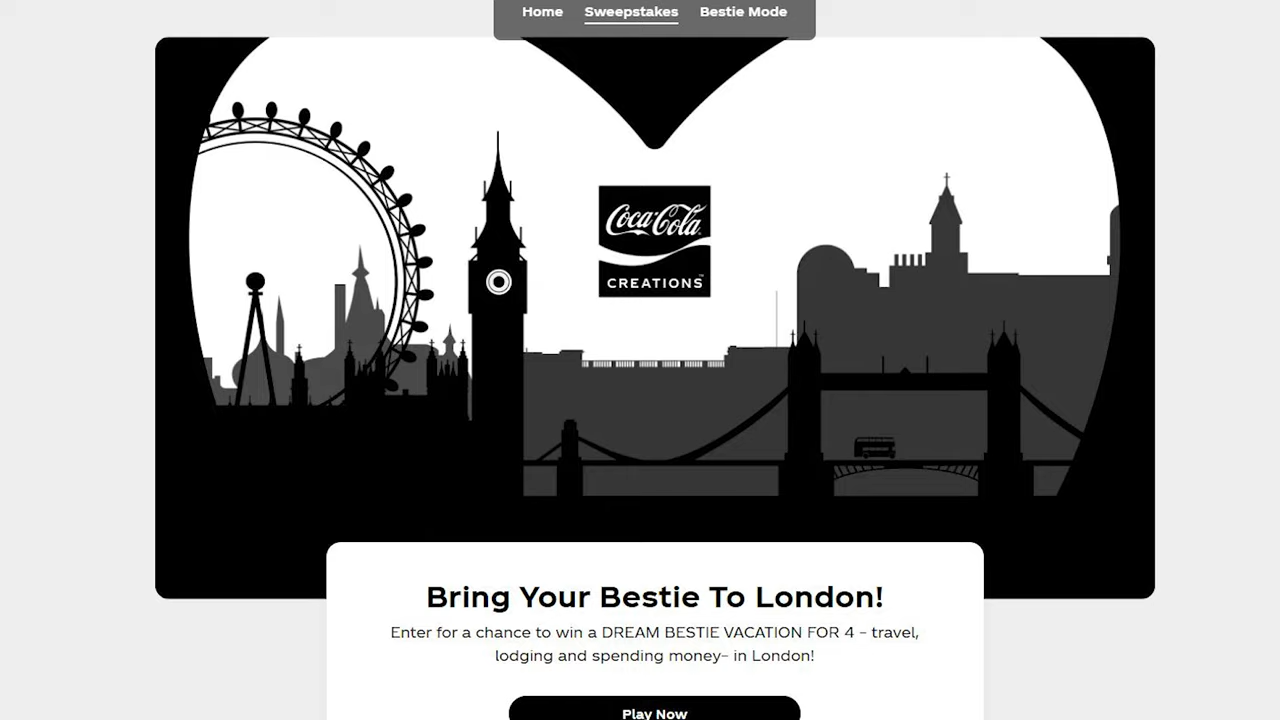 Home Sweepstakes Bestie Mode
Coca-Cola
CREATIONS™
Bring Your Bestie To London!
Enter for a chance to win a DREAM BESTIE VACATION FOR 4 – travel,
lodging and spending money– in London!
Play Now